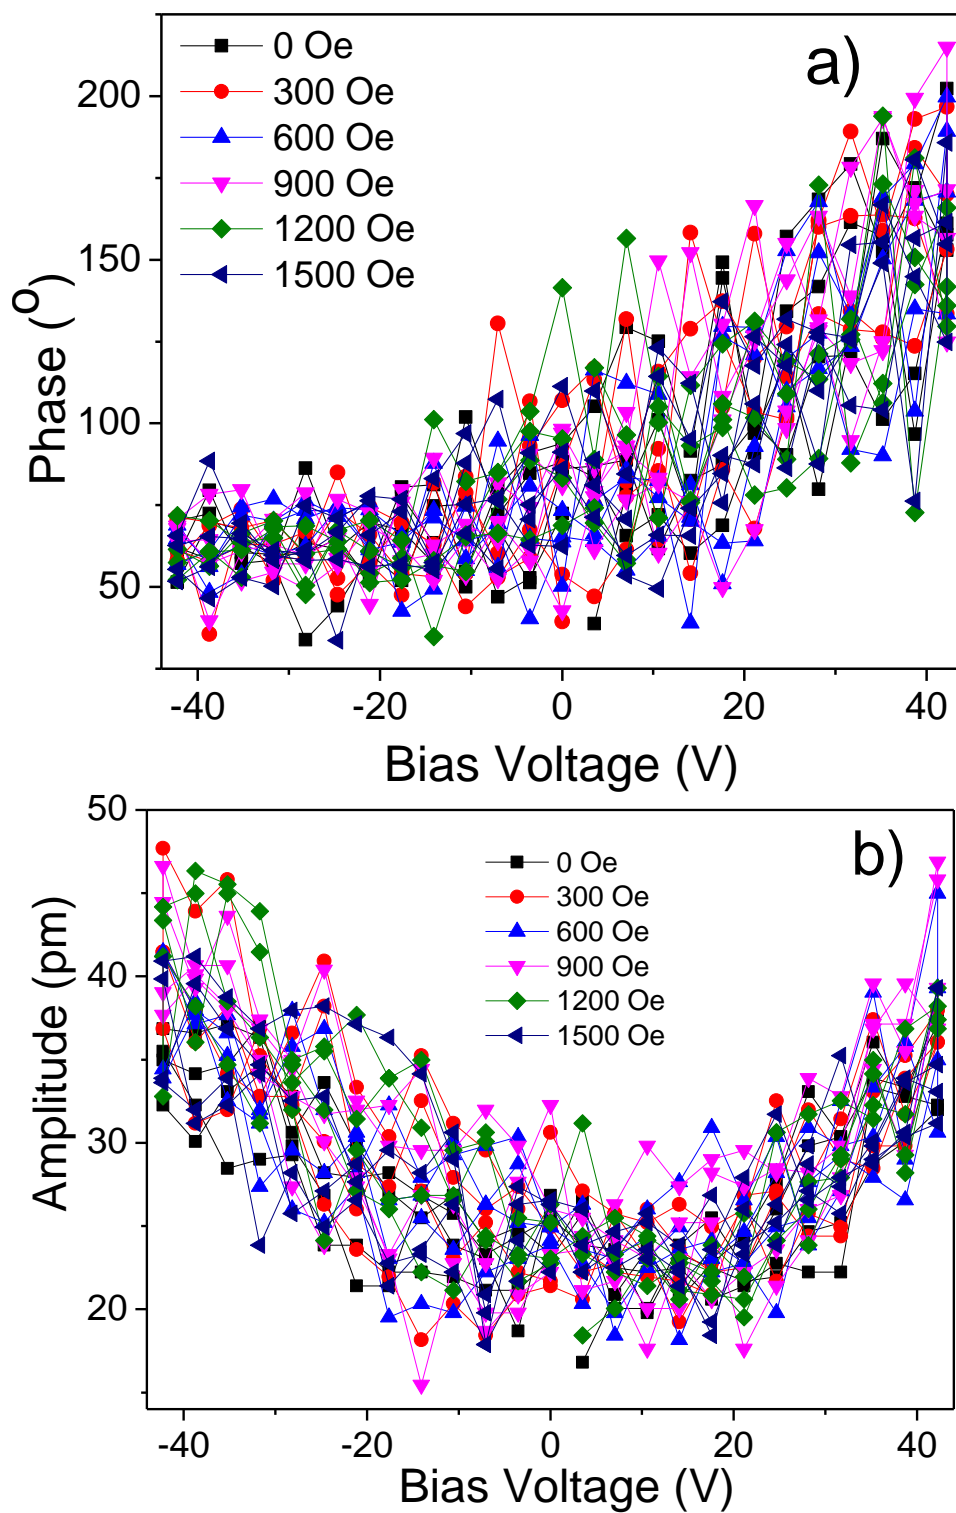 a)
0 Oe
300 Oe
600 Oe
900 Oe
1200 Oe
1500 Oe
200
150
100
50
Phase (º)
-40 -20 0 20 40
Bias Voltage (V)
b)
0 Oe
300 Oe
600 Oe
900 Oe
1200 Oe
1500 Oe
50
40
30
20
Amplitude (pm)
-40 -20 0 20 40
Bias Voltage (V)